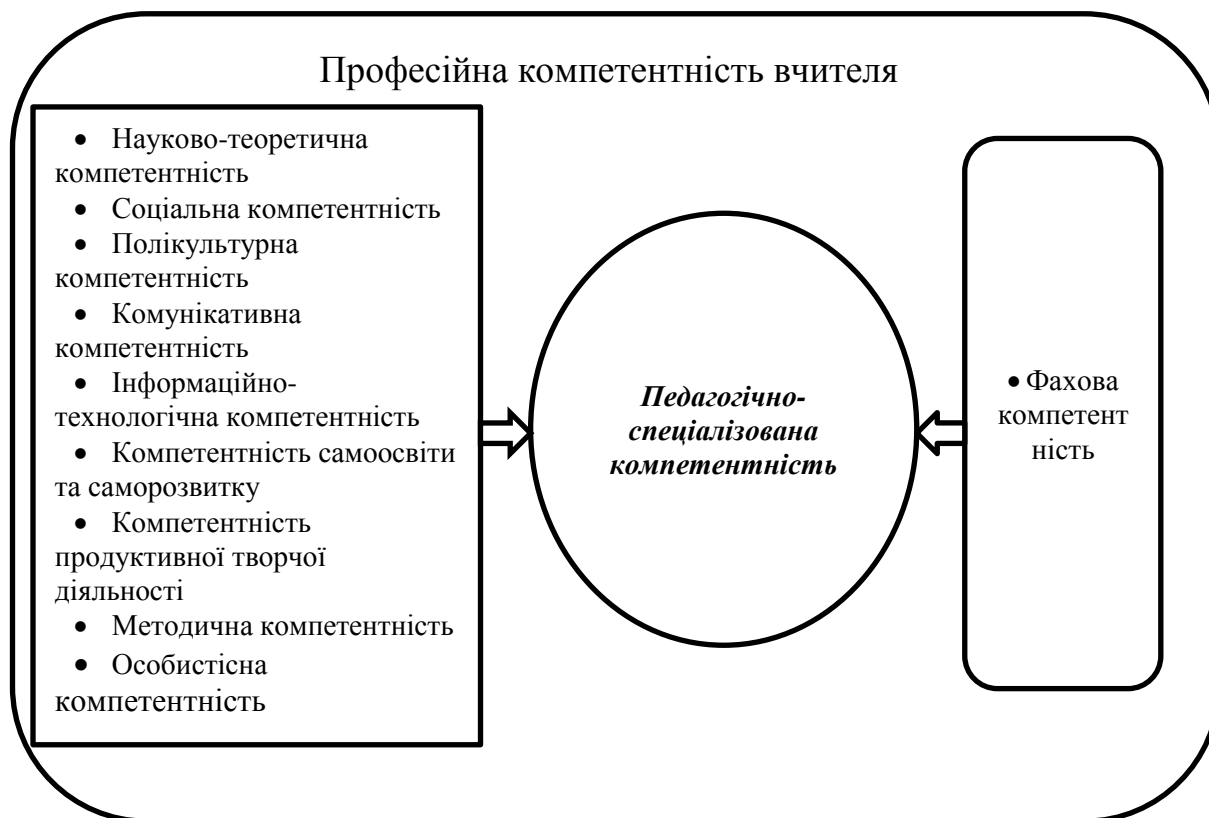 Професійна компетентність вчителя
• Науково-теоретична
компетентність
• Соціальна компетентність
• Полікультурна
компетентність
• Комунікативна
компетентність
• Інформаційно-
технологічна компетентність
• Компетентність самоосвіти
та саморозвитку
• Компетентність
продуктивної творчої
діяльності
• Методична компетентність
• Особистісна
компетентність
Педагогічно-
спеціалізована
компетентність
• Фахова
компетент
ність